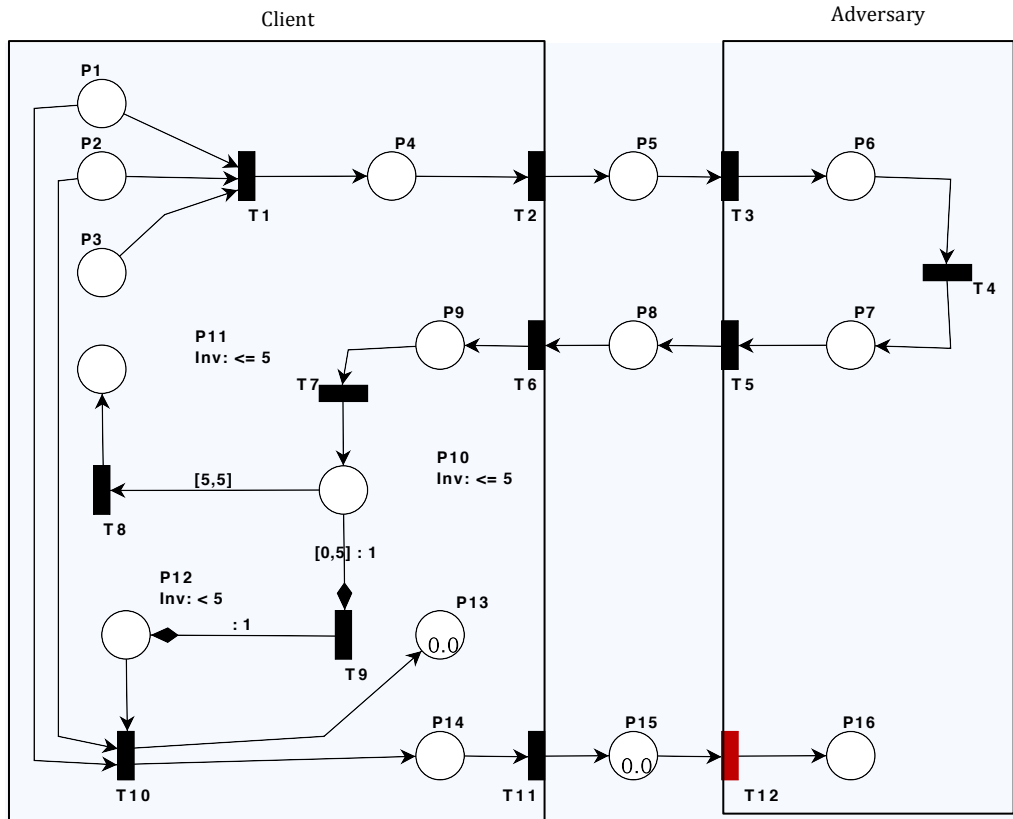 Client
Adversary
P1
P2
P4
P5
P6
T1
T2
T3
P3
T4
P11
Inv: <= 5
P9
P8
P7
T7
T6
T5
P10
Inv: <= 5
[5,5]
T8
[0,5] : 1
P12
Inv: < 5
: 1
P13
0.0
T9
P14
P15
P16
0.0
T10
T11
T12